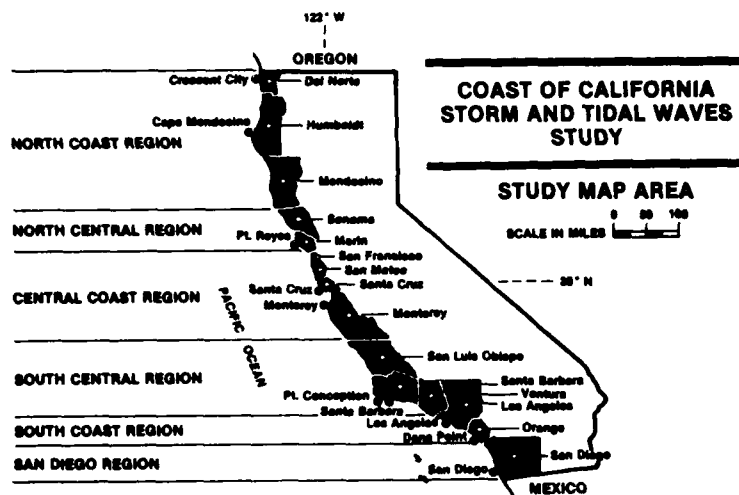 122° W
OREGON
Crescent City
Del Norte
COAST OF CALIFORNIA
STORM AND TIDAL WAVES
STUDY
Cape Mendocino
Humboldt
NORTH COAST REGION
Mendocino
STUDY MAP AREA
SCALE IN MILES
0 50 100
NORTH CENTRAL REGION
Sonoma
Pt. Reyes
Marin
San Francisco
San Mateo
Santa Cruz
Santa Cruz
Monterey
Monterey
CENTRAL COAST REGION
PACIFIC OCEAN
San Luis Obispo
SOUTH CENTRAL REGION
Pt. Conception
Santa Barbara
Ventura
Los Angeles
Santa Barbara
Los Angeles
Orange
SOUTH COAST REGION
Dana Point
San Diego
SAN DIEGO REGION
San Diego
MEXICO